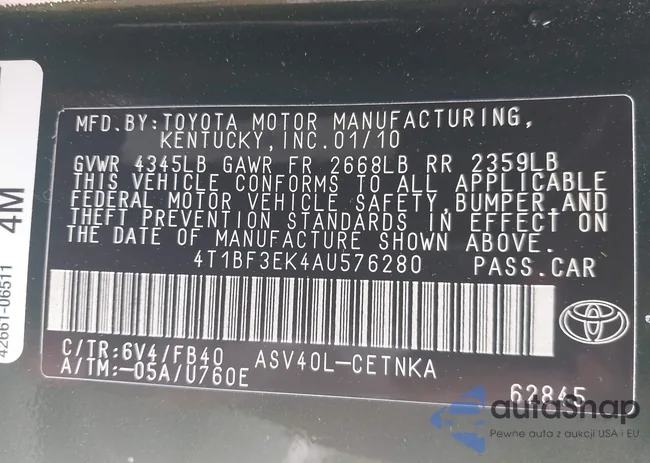 MFD. BY: TOYOTA MOTOR MANUFACTURING,
KENTUCKY, INC. 01/10
GVWR 4345LB GAWR FR 2668LB RR 2359LB
THIS VEHICLE CONFORMS TO ALL APPLICABLE
FEDERAL MOTOR VEHICLE SAFETY, BUMPER, AND
THEFT PREVENTION STANDARDS IN EFFECT ON
THE DATE OF MANUFACTURE SHOWN ABOVE.
4T1BF3EK4AU576280 PASS.CAR
C/TR: 6V4/FB40 ASV40L-CETNKA
A/TM: -05A/U760E
62845
4M
42661-06511
autoSnap
Pewne auta z aukcji USA i EU